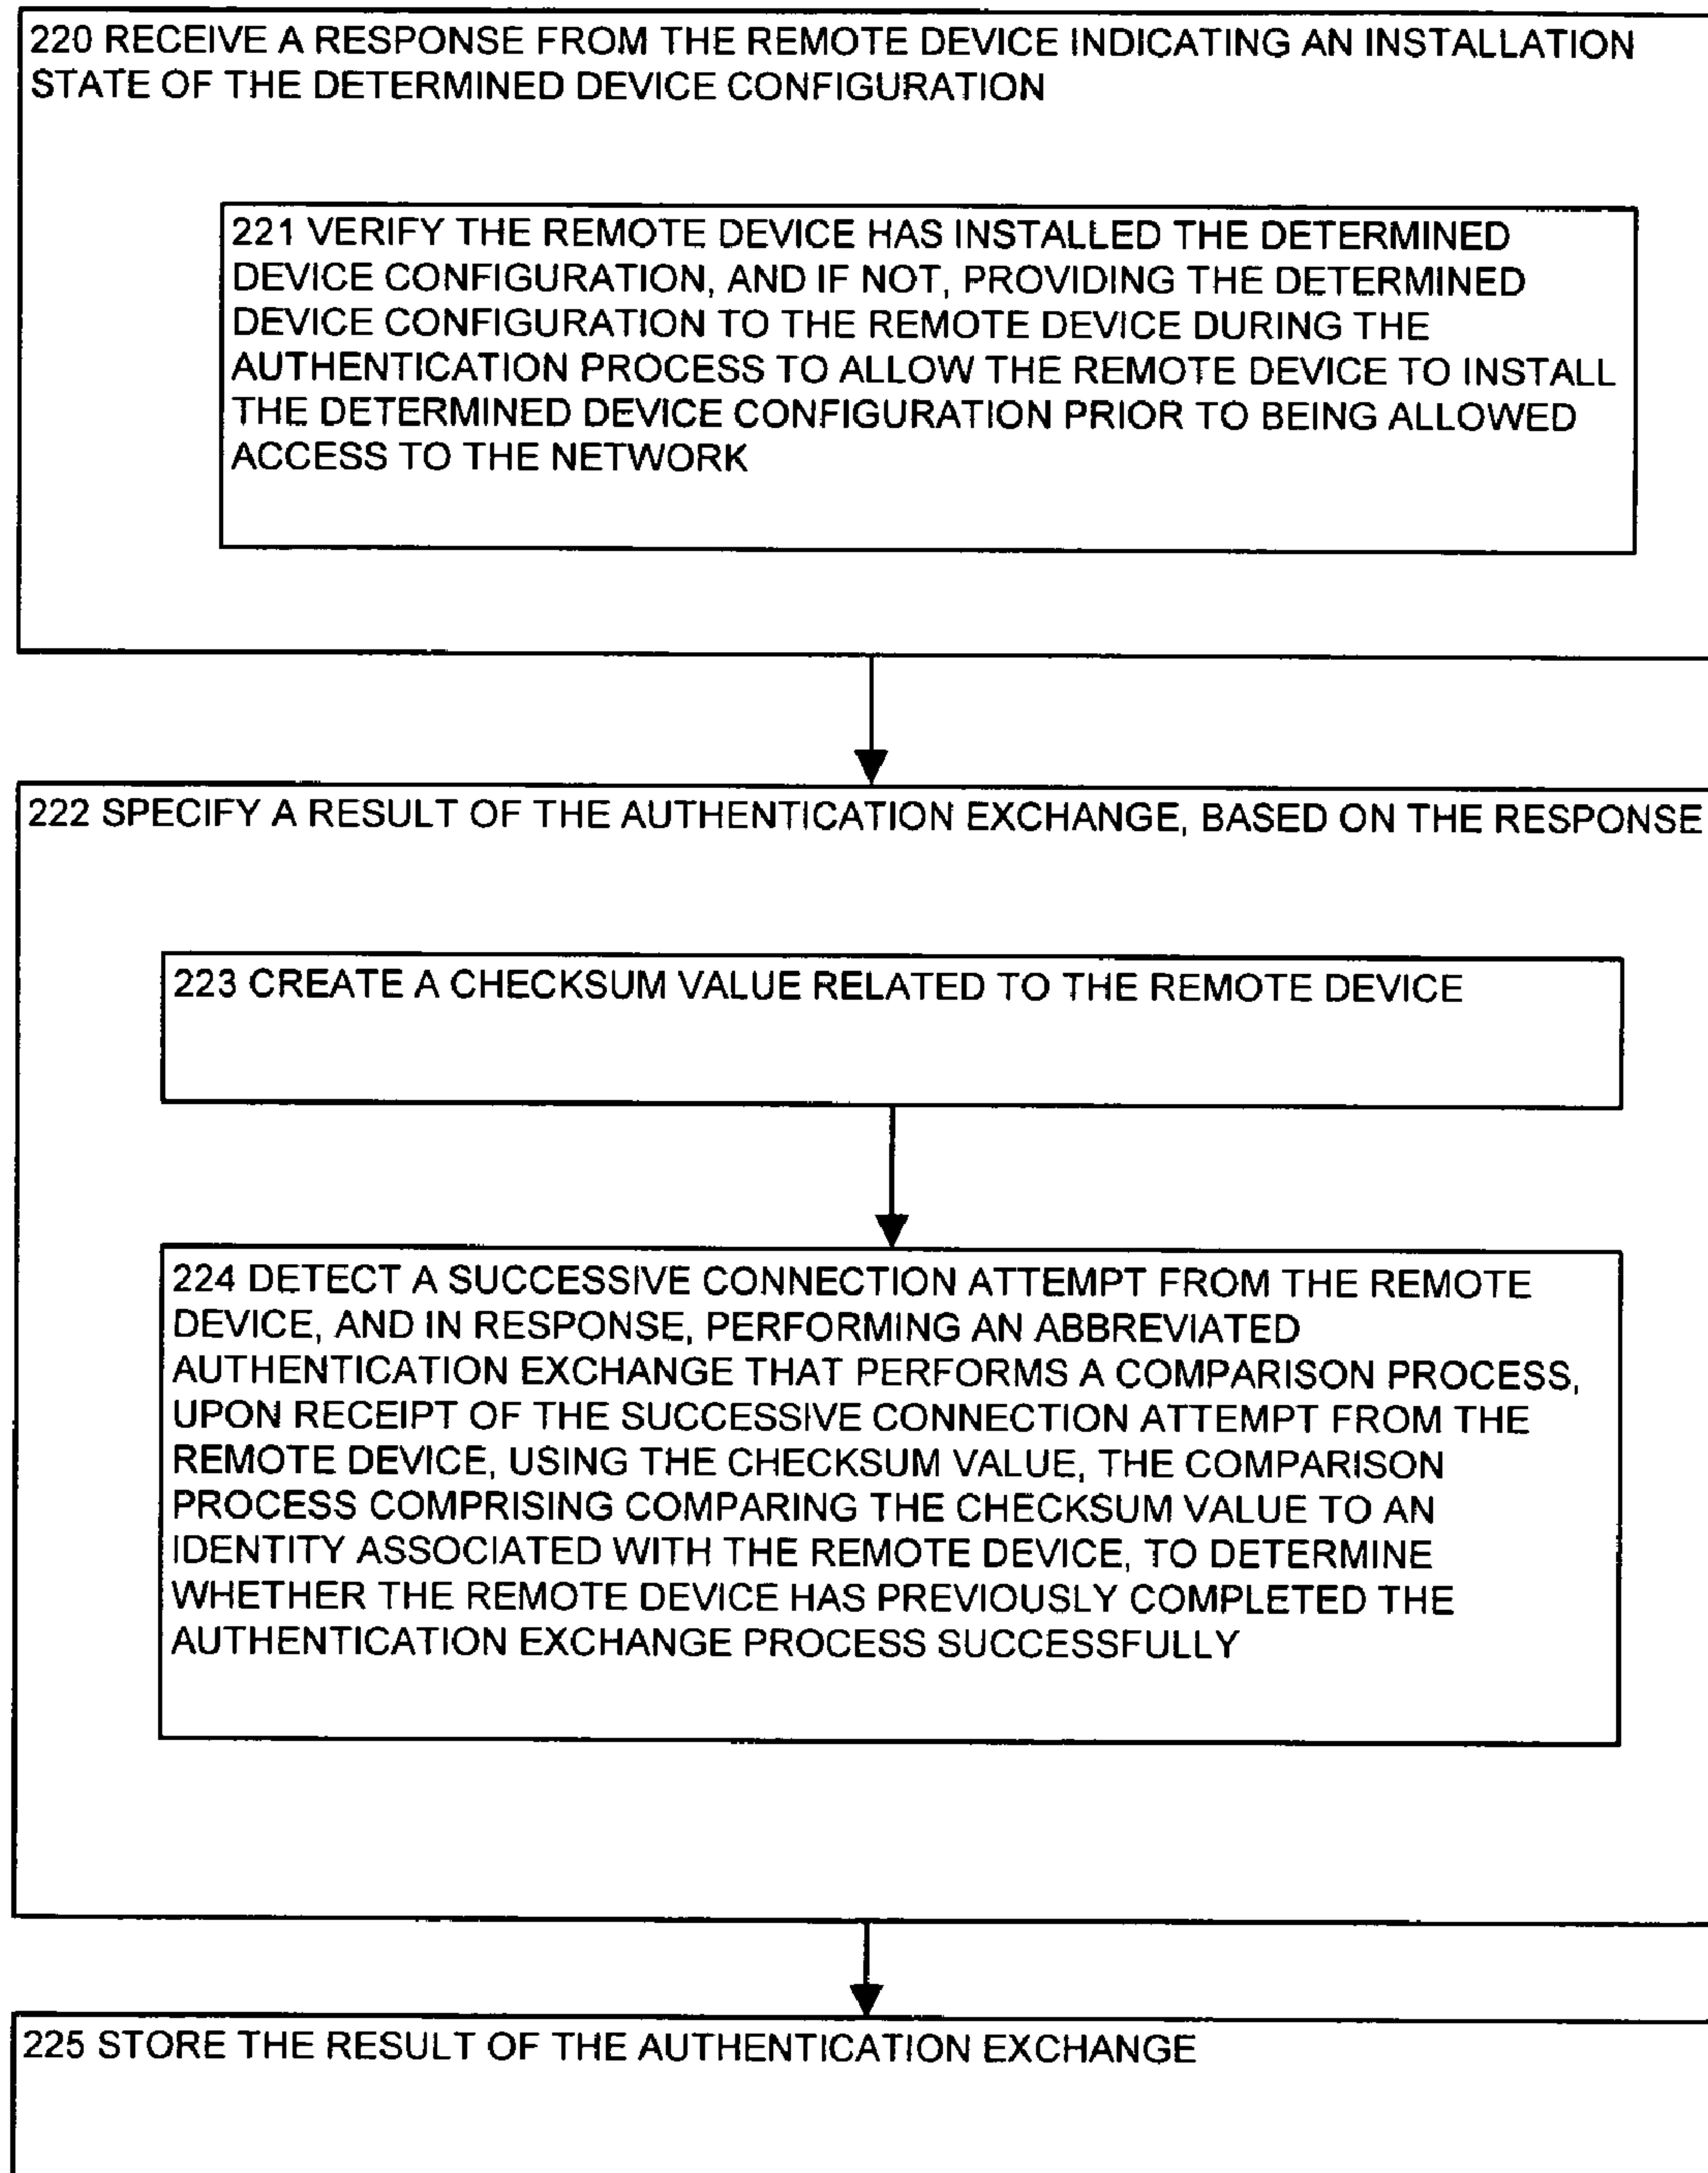 220 RECEIVE A RESPONSE FROM THE REMOTE DEVICE INDICATING AN INSTALLATION
STATE OF THE DETERMINED DEVICE CONFIGURATION
221 VERIFY THE REMOTE DEVICE HAS INSTALLED THE DETERMINED
DEVICE CONFIGURATION, AND IF NOT, PROVIDING THE DETERMINED
DEVICE CONFIGURATION TO THE REMOTE DEVICE DURING THE
AUTHENTICATION PROCESS TO ALLOW THE REMOTE DEVICE TO INSTALL
THE DETERMINED DEVICE CONFIGURATION PRIOR TO BEING ALLOWED
ACCESS TO THE NETWORK
222 SPECIFY A RESULT OF THE AUTHENTICATION EXCHANGE, BASED ON THE RESPONSE
223 CREATE A CHECKSUM VALUE RELATED TO THE REMOTE DEVICE
224 DETECT A SUCCESSIVE CONNECTION ATTEMPT FROM THE REMOTE
DEVICE, AND IN RESPONSE, PERFORMING AN ABBREVIATED
AUTHENTICATION EXCHANGE THAT PERFORMS A COMPARISON PROCESS,
UPON RECEIPT OF THE SUCCESSIVE CONNECTION ATTEMPT FROM THE
REMOTE DEVICE, USING THE CHECKSUM VALUE, THE COMPARISON
PROCESS COMPRISING COMPARING THE CHECKSUM VALUE TO AN
IDENTITY ASSOCIATED WITH THE REMOTE DEVICE, TO DETERMINE
WHETHER THE REMOTE DEVICE HAS PREVIOUSLY COMPLETED THE
AUTHENTICATION EXCHANGE PROCESS SUCCESSFULLY
225 STORE THE RESULT OF THE AUTHENTICATION EXCHANGE